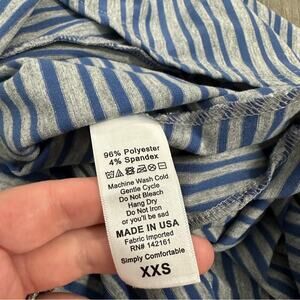 96% Polyester
4% Spandex
Machine Wash Cold
Gentle Cycle
Do Not Bleach
Hang Dry
Do Not Iron
or you'll be sad
MADE IN USA
Fabric Imported
RN# 142161
Simply Comfortable
XXS